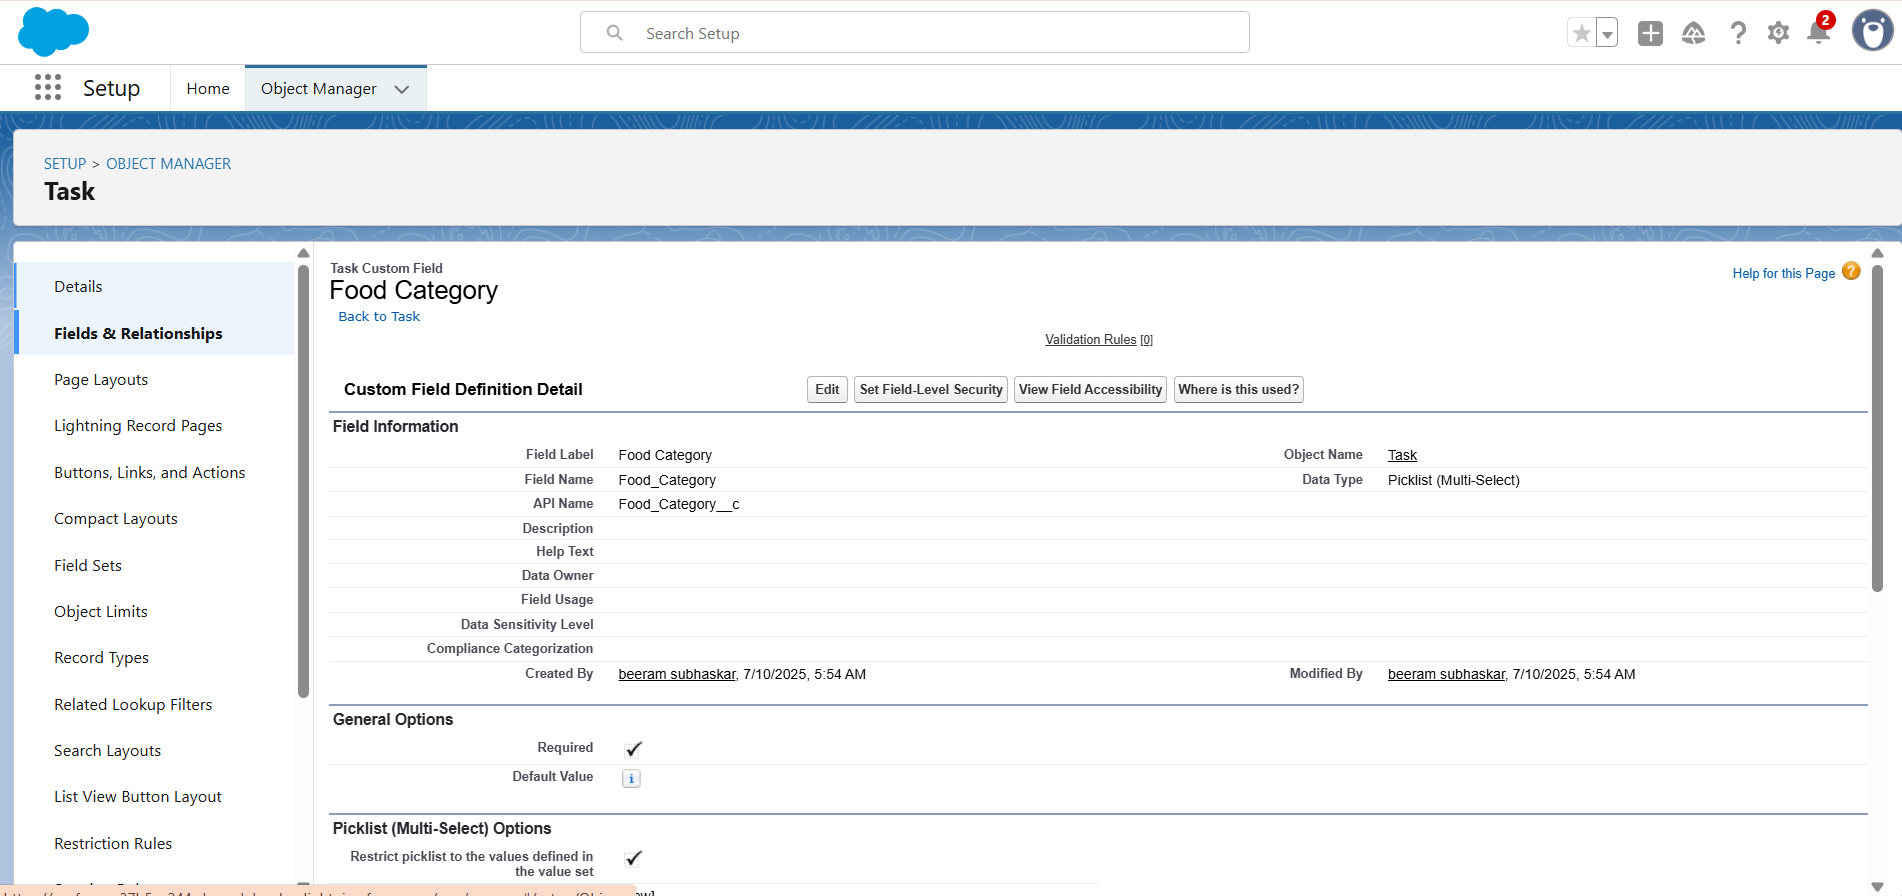 Search Setup
2
Setup
Home
Object Manager
SETUP > OBJECT MANAGER
Task
Details
Fields & Relationships
Page Layouts
Lightning Record Pages
Buttons, Links, and Actions
Compact Layouts
Field Sets
Object Limits
Record Types
Related Lookup Filters
Search Layouts
List View Button Layout
Restriction Rules
Task Custom Field
Food Category
Back to Task
Help for this Page ?
Validation Rules [0]
Custom Field Definition Detail
Edit
Set Field-Level Security
View Field Accessibility
Where is this used?
Field Information
Field Label Food Category Object Name Task
Field Name Food_Category Data Type Picklist (Multi-Select)
API Name Food_Category__c
Description
Help Text
Data Owner
Field Usage
Data Sensitivity Level
Compliance Categorization
Created By beeram subhaskar, 7/10/2025, 5:54 AM Modified By beeram subhaskar, 7/10/2025, 5:54 AM
General Options
Required
Default Value i
Picklist (Multi-Select) Options
Restrict picklist to the values defined in
the value set